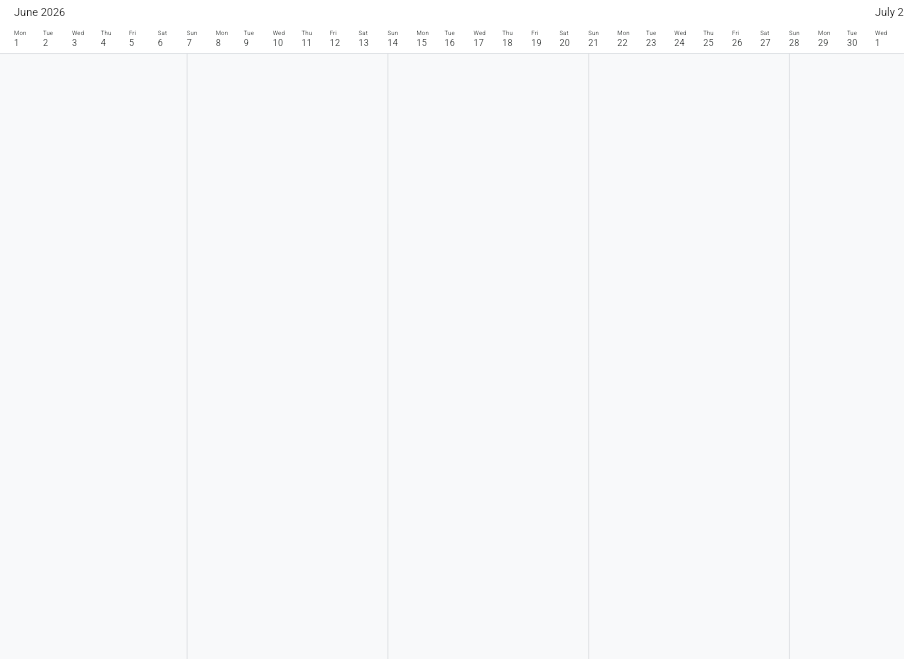 June 2026 July 2
Mon Tue Wed Thu Fri Sat Sun Mon Tue Wed Thu Fri Sat Sun Mon Tue Wed Thu Fri Sat Sun Mon Tue Wed Thu Fri Sat Sun Mon Tue Wed
1 2 3 4 5 6 7 8 9 10 11 12 13 14 15 16 17 18 19 20 21 22 23 24 25 26 27 28 29 30 1